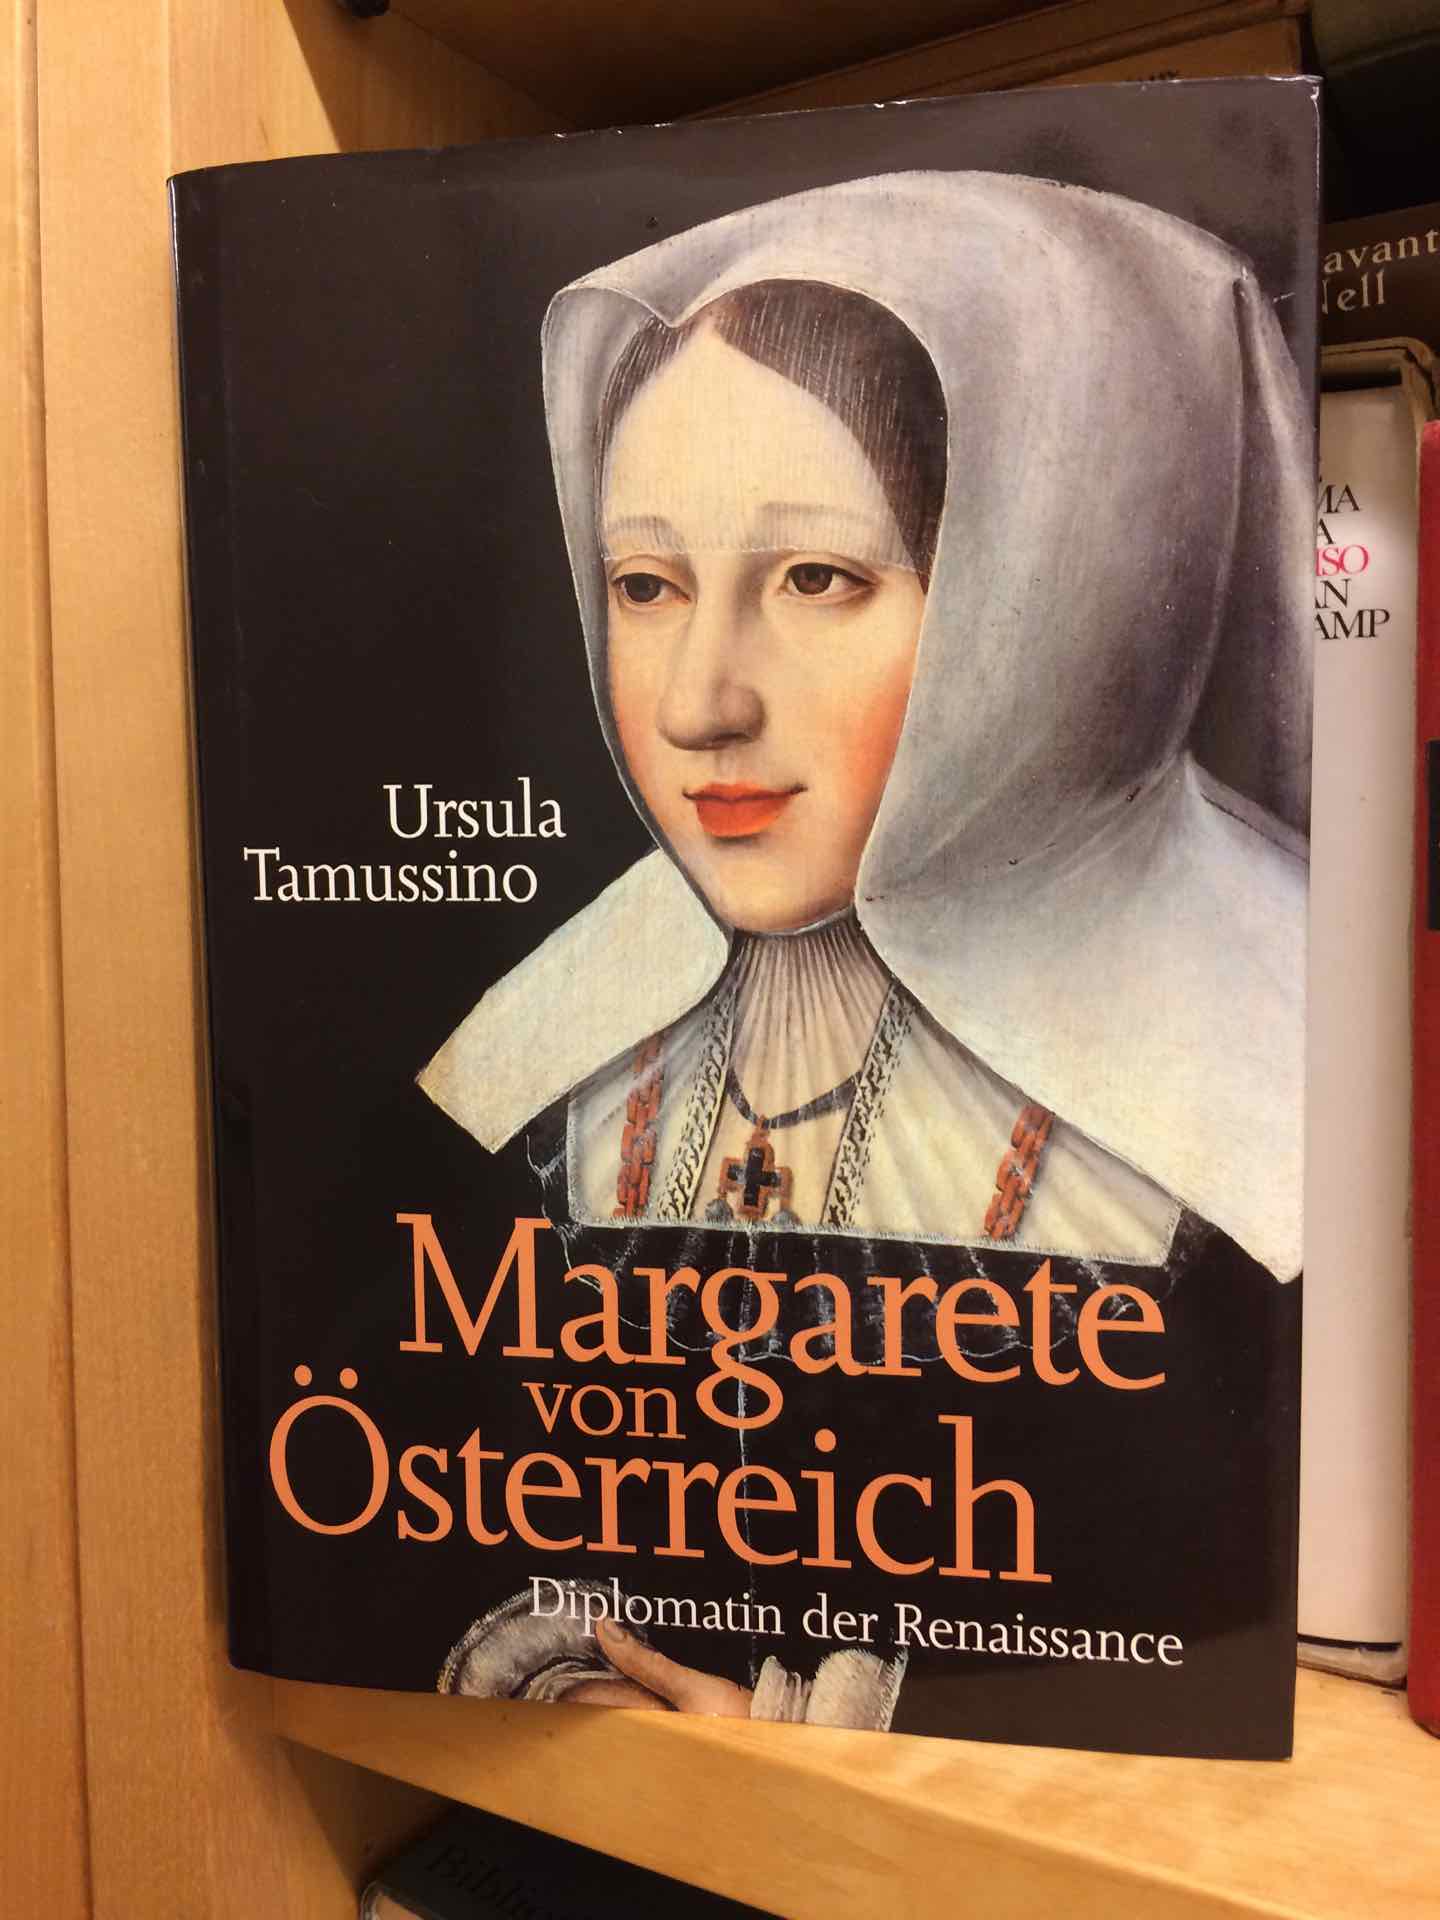 Ursula
Tamussino
Margarete
von
Österreich
Diplomatin der Renaissance